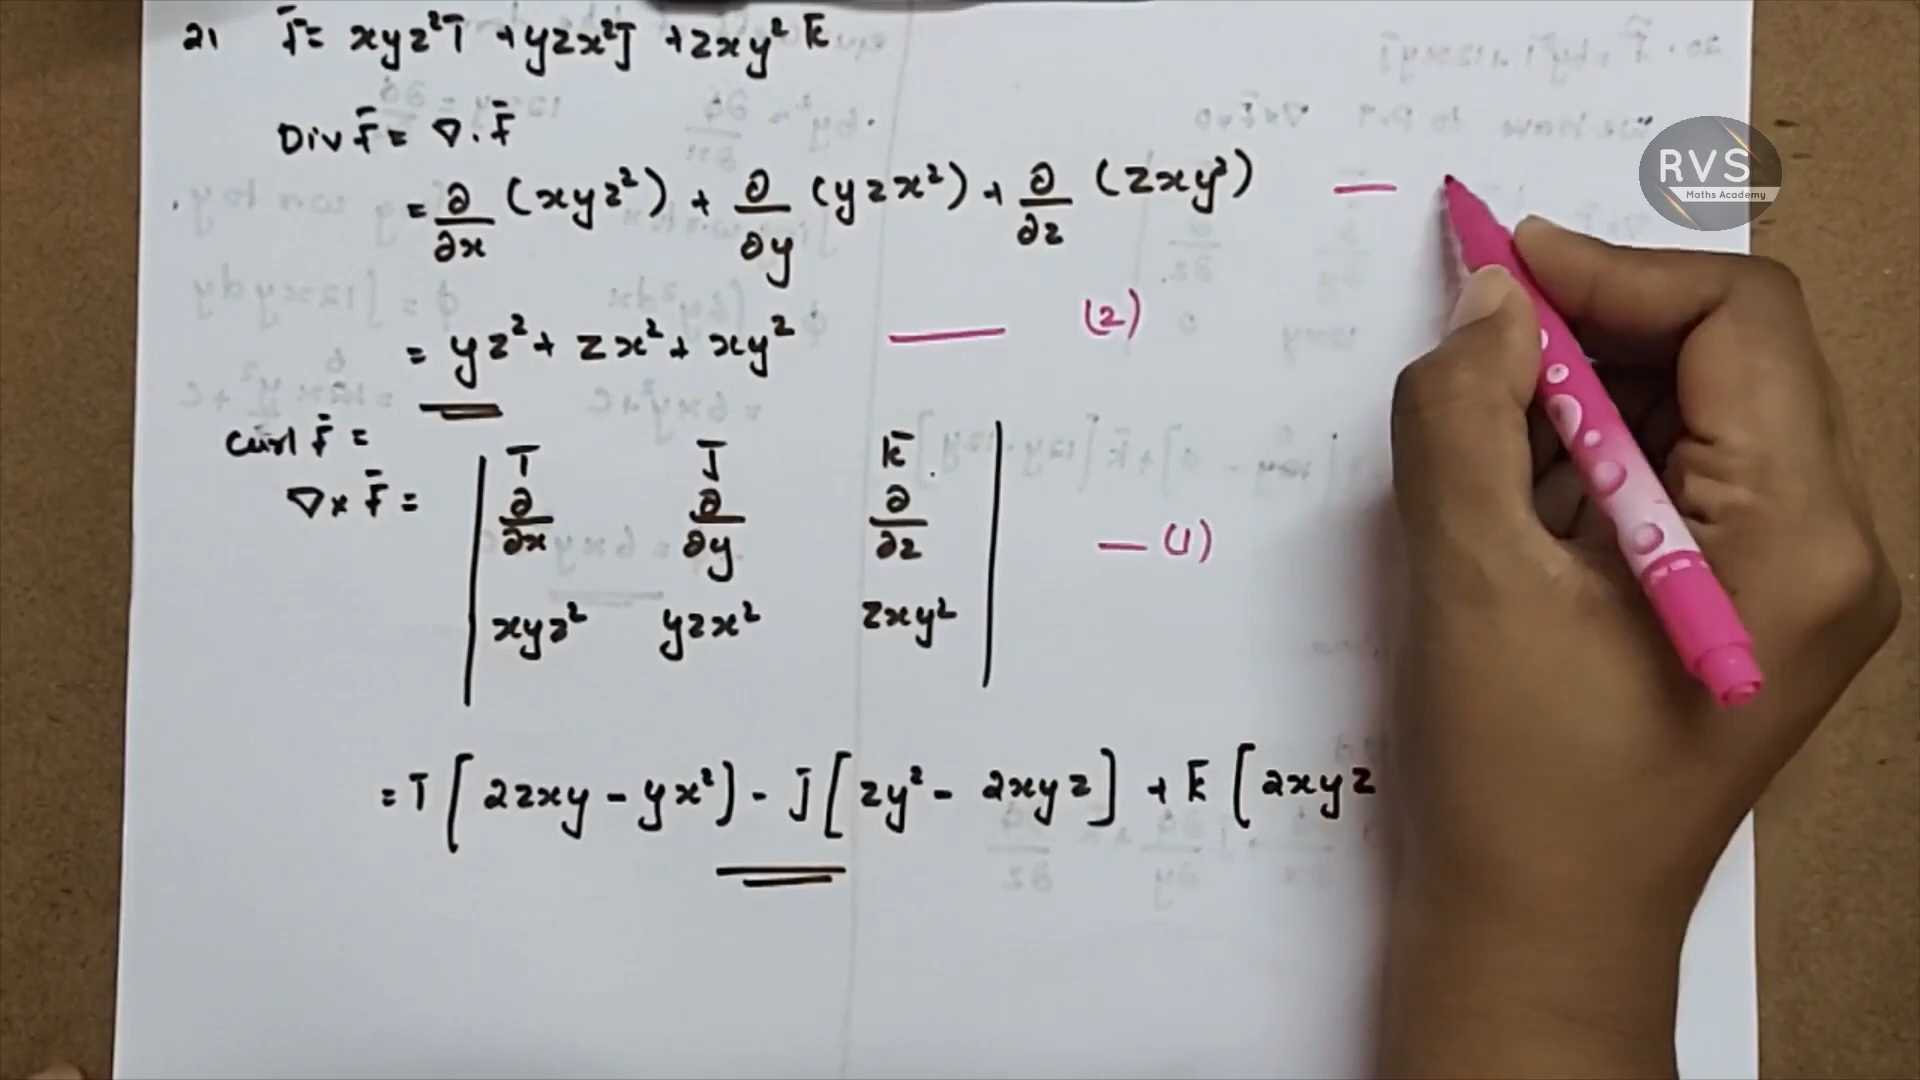 21 F̄ = xyz² ī + yzx² j̄ + zxy² k̄
Div F̄ = ∇ . F̄
= ∂/∂x (xyz²) + ∂/∂y (yzx²) + ∂/∂z (zxy²) —
= yz² + zx² + xy² — (2)
Curl F̄ =
∇ × F̄ = | ī j̄ k̄ |
∂/∂x ∂/∂y ∂/∂z — (1)
xyz² yzx² zxy²
= ī [2zxy - yx²] - j̄ [zy² - 2xyz] + k̄ [2xyz
RVS
Maths Academy